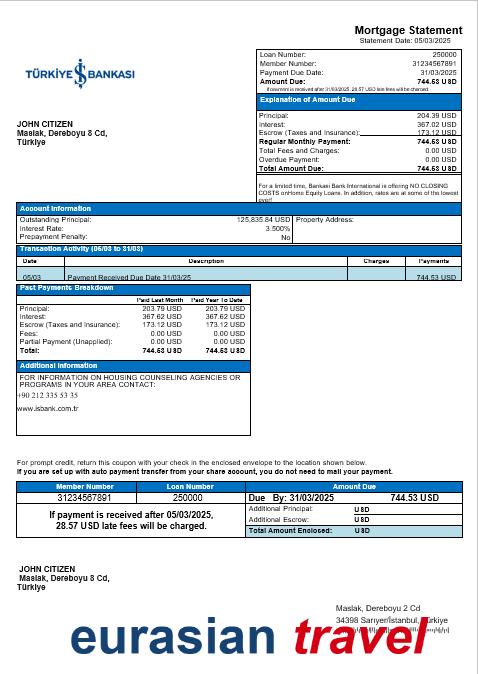 Mortgage Statement
Statement Date: 05/03/2025
TÜRKİYE İŞ BANKASI
Loan Number: 250000
Member Number: 31234567891
Payment Due Date: 31/03/2025
Amount Due: 744.53 USD
If payment is received after 31/03/2025, 28.57 USD late fees will be charged.
Explanation of Amount Due
Principal: 204.39 USD
Interest: 367.02 USD
Escrow (Taxes and Insurance): 173.12 USD
Regular Monthly Payment: 744.53 USD
Total Fees and Charges: 0.00 USD
Overdue Payment: 0.00 USD
Total Amount Due: 744.53 USD
JOHN CITIZEN
Maslak, Dereboyu 8 Cd,
Türkiye
For a limited time, Bankasi Bank International is offering NO CLOSING
COSTS onHome Equity Loans. In addition, rates are at some of the lowest
ever!
Account Information
Outstanding Principal: 125,835.84 USD
Interest Rate: 3.500%
Prepayment Penalty: No
Property Address:
Transaction Activity (05/03 to 31/03)
Date Description Charges Payments
05/03 Payment Received Due Date 31/03/25 744.53 USD
Past Payments Breakdown
Paid Last Month Paid Year To Date
Principal: 203.79 USD 203.79 USD
Interest: 367.62 USD 367.62 USD
Escrow (Taxes and Insurance): 173.12 USD 173.12 USD
Fees: 0.00 USD 0.00 USD
Partial Payment (Unapplied): 0.00 USD 0.00 USD
Total: 744.53 USD 744.53 USD
Additional Information
FOR INFORMATION ON HOUSING COUNSELING AGENCIES OR
PROGRAMS IN YOUR AREA CONTACT:
+90 212 335 53 35
www.isbank.com.tr
For prompt credit, return this coupon with your check in the enclosed envelope to the location shown below.
If you are set up with auto payment transfer from your share account, you do not need to mail your payment.
Member Number Loan Number Amount Due
31234567891 250000 Due By: 31/03/2025 744.53 USD
If payment is received after 05/03/2025,
28.57 USD late fees will be charged.
Additional Principal: USD
Additional Escrow: USD
Total Amount Enclosed: USD
JOHN CITIZEN
Maslak, Dereboyu 8 Cd,
Türkiye
Maslak, Dereboyu 2 Cd
34398 Sarıyer/İstanbul, Türkiye
eurasian travel